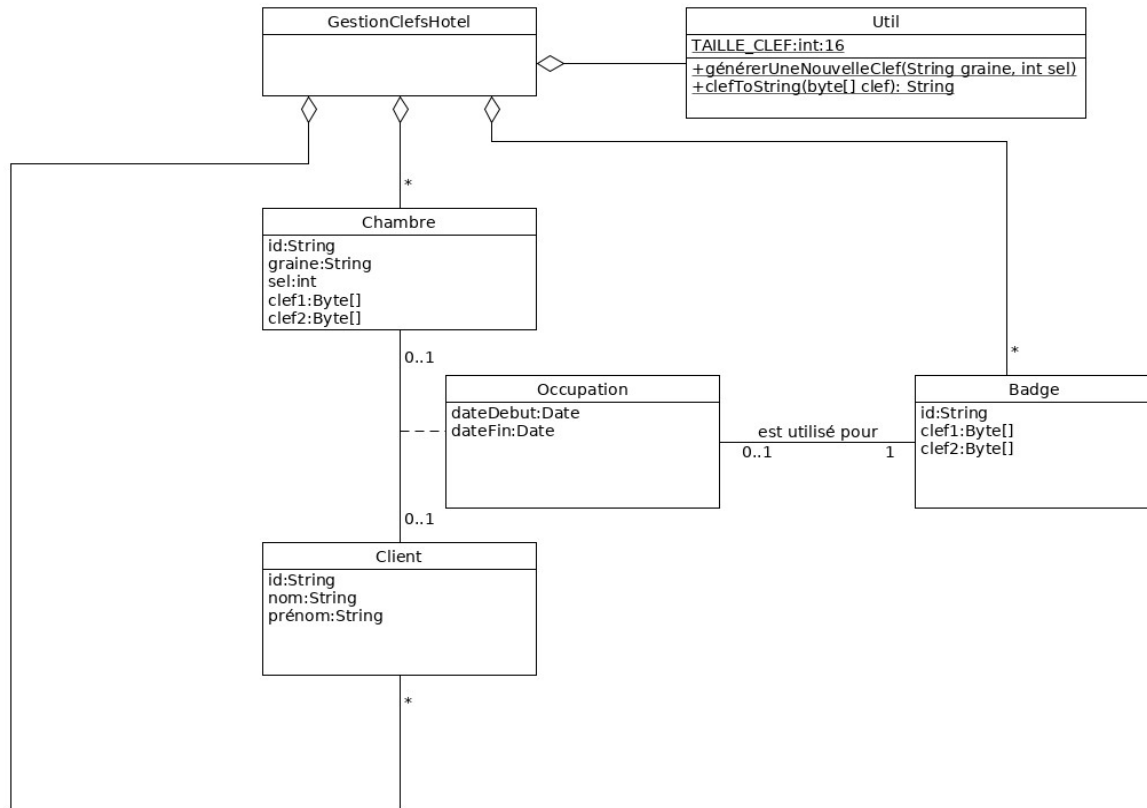 GestionClefsHotel
Util
TAILLE_CLEF:int:16
+générerUneNouvelleClef(String graine, int sel)
+clefToString(byte[] clef): String
*
Chambre
id:String
graine:String
sel:int
clef1:Byte[]
clef2:Byte[]
0..1
*
Occupation
dateDebut:Date
dateFin:Date
est utilisé pour
0..1
1
Badge
id:String
clef1:Byte[]
clef2:Byte[]
0..1
Client
id:String
nom:String
prénom:String
*